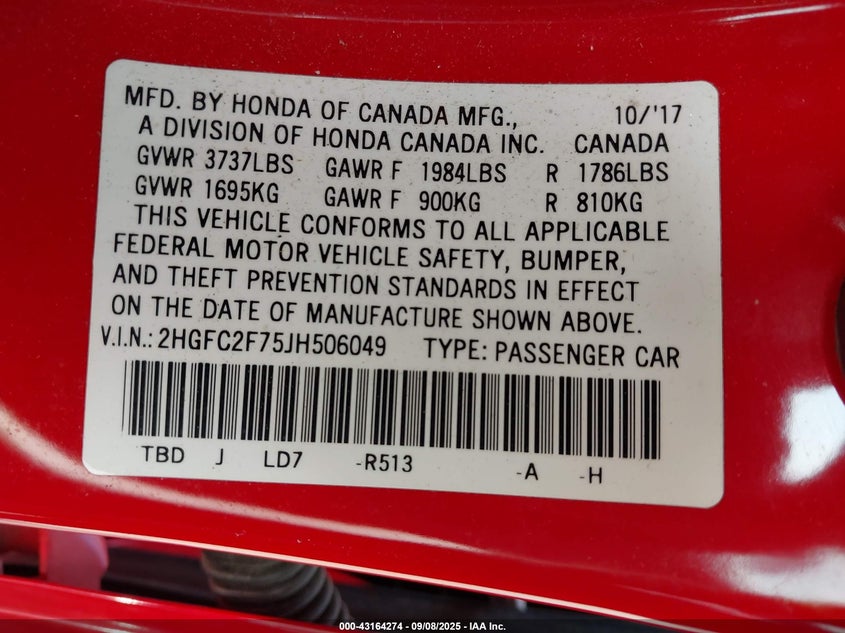 MFD. BY HONDA OF CANADA MFG., 10/'17
A DIVISION OF HONDA CANADA INC. CANADA
GVWR 3737LBS GAWR F 1984LBS R 1786LBS
GVWR 1695KG GAWR F 900KG R 810KG
THIS VEHICLE CONFORMS TO ALL APPLICABLE
FEDERAL MOTOR VEHICLE SAFETY, BUMPER,
AND THEFT PREVENTION STANDARDS IN EFFECT
ON THE DATE OF MANUFACTURE SHOWN ABOVE.
V.I.N.: 2HGFC2F75JH506049 TYPE: PASSENGER CAR
TBD J LD7 -R513 -A -H
000-43164274 - 09/08/2025 - IAA Inc.